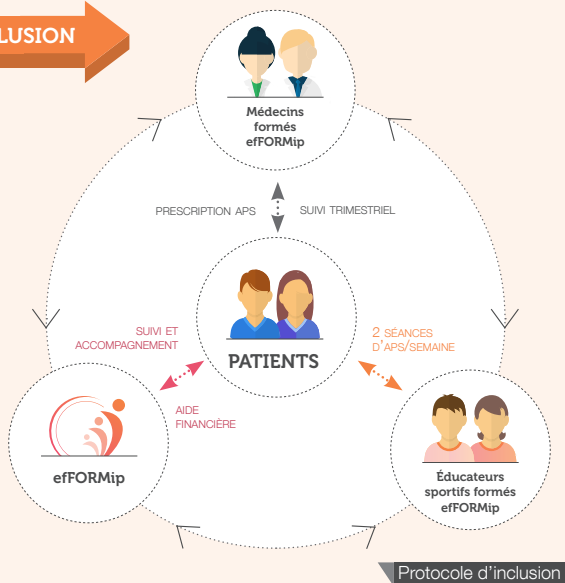 LUSION
Médecins
formés
efFORMip
PRESCRIPTION APS
SUIVI TRIMESTRIEL
PATIENTS
SUIVI ET
ACCOMPAGNEMENT
AIDE
FINANCIÈRE
2 SÉANCES
D'APS/SEMAINE
efFORMip
Éducateurs
sportifs formés
efFORMip
Protocole d'inclusion